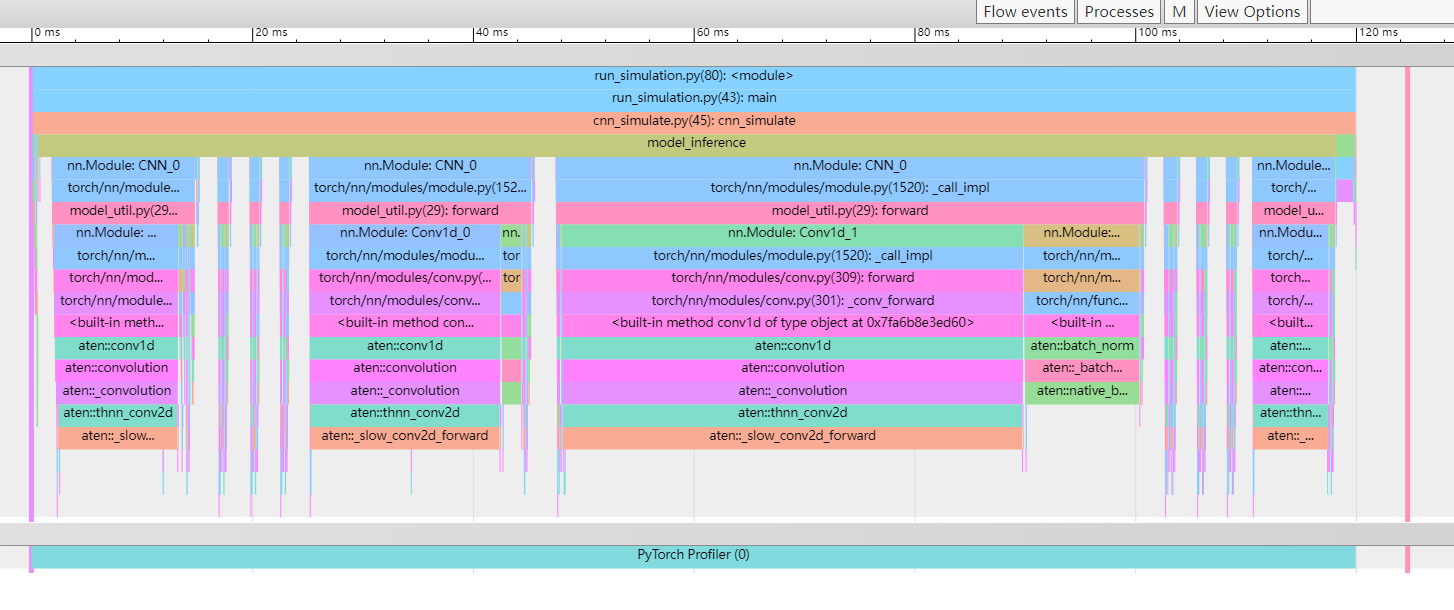 Flow events Processes M View Options
0 ms 20 ms 40 ms 60 ms 80 ms 100 ms 120 ms
run_simulation.py(80): <module>
run_simulation.py(43): main
cnn_simulate.py(45): cnn_simulate
model_inference
nn.Module: CNN_0 nn.Module: CNN_0 nn.Module: CNN_0 nn.Module...
torch/nn/module... torch/nn/modules/module.py(152... torch/nn/modules/module.py(1520): _call_impl torch/...
model_util.py(29... model_util.py(29): forward model_util.py(29): forward model_u...
nn.Module: ... nn.Module: Conv1d_0 nn. nn.Module: Conv1d_1 nn.Module:... nn.Modu...
torch/nn/m... torch/nn/modules/modu... tor torch/nn/modules/module.py(1520): _call_impl torch/nn/m... torch/...
torch/nn/mod... torch/nn/modules/conv.py(... tor torch/nn/modules/conv.py(309): forward torch/nn/m... torch...
torch/nn/module... torch/nn/modules/conv... torch/nn/modules/conv.py(301): _conv_forward torch/nn/func... torch/...
<built-in meth... <built-in method con... <built-in method conv1d of type object at 0x7fa6b8e3ed60> <built-in ... <built...
aten::conv1d aten::conv1d aten::conv1d aten::batch_norm aten::...
aten::convolution aten::convolution aten::convolution aten::_batch... aten::con...
aten::_convolution aten::_convolution aten::_convolution aten::native_b... aten::...
aten::thnn_conv2d aten::thnn_conv2d aten::thnn_conv2d aten::thn...
aten::_slow... aten::_slow_conv2d_forward aten::_slow_conv2d_forward aten::_...
PyTorch Profiler (0)